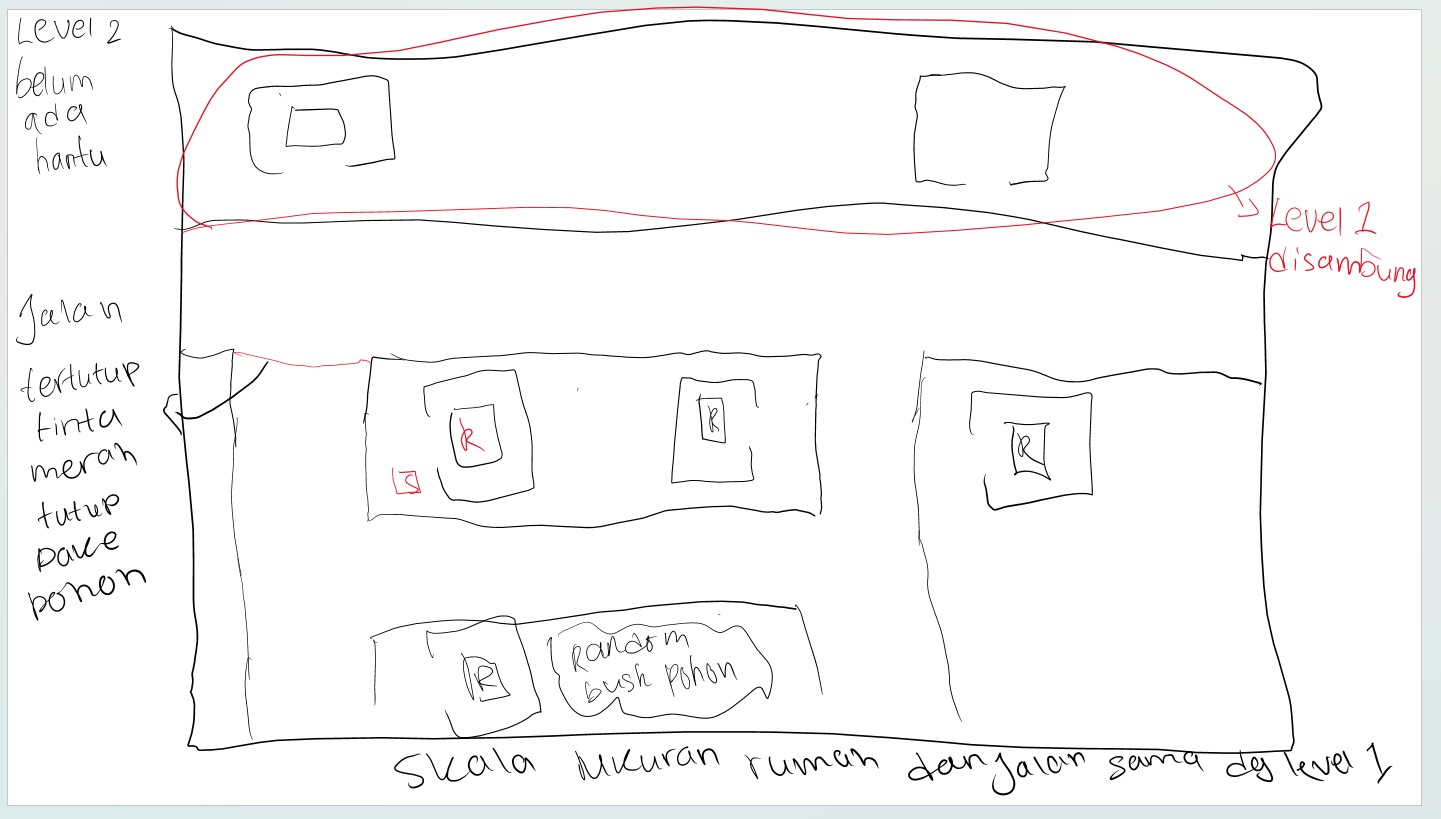 Level 2
belum
ada
hantu
Level 1
disambung
Jalan
tertutup
tinta
merah
tutup
pake
pohon
R
R
R
S
R
Random
bush pohon
Skala Ukuran rumah dan jalan sama dg level 1